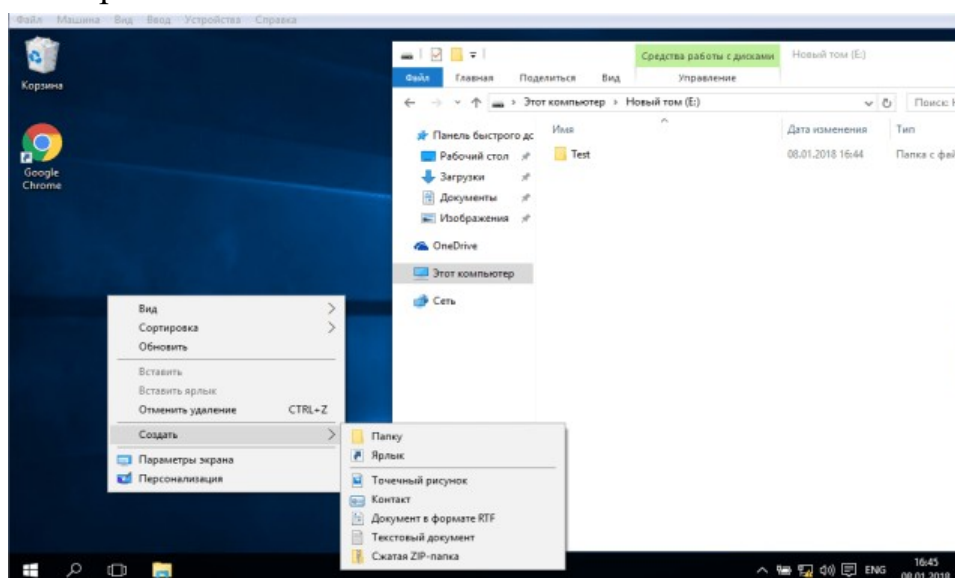 Файл Машина Вид Ввод Устройства Справка
Корзина
Google
Chrome
Средства работы с дисками Новый том (E:)
Файл Главная Поделиться Вид Управление
Этот компьютер > Новый том (E:) Поиск:
Панель быстрого дс
Рабочий стол
Загрузки
Документы
Изображения
OneDrive
Этот компьютер
Сеть
Имя Дата изменения Тип
Test 08.01.2018 16:44 Папка с фай
Вид
Сортировка
Обновить
Вставить
Вставить ярлык
Отменить удаление CTRL+Z
Создать
Параметры экрана
Персонализация
Папку
Ярлык
Точечный рисунок
Контакт
Документ в формате RTF
Текстовый документ
Сжатая ZIP-папка
ENG 16:45
08.01.2018